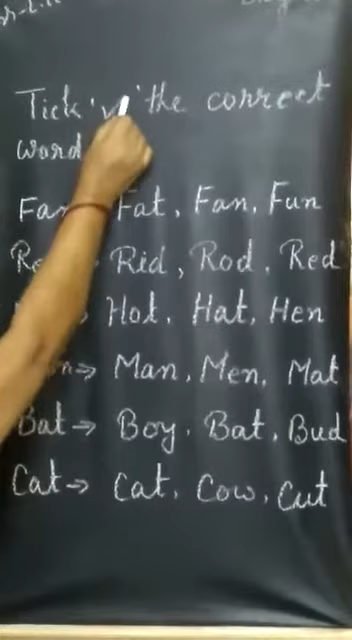 Tick '✓' the correct
word
Fat, Fan, Fun
Rid, Rod, Red
Hot, Hat, Hen
Man, Men, Mat
Bat → Boy, Bat, Bud
Cat → Cat, Cow, Cut